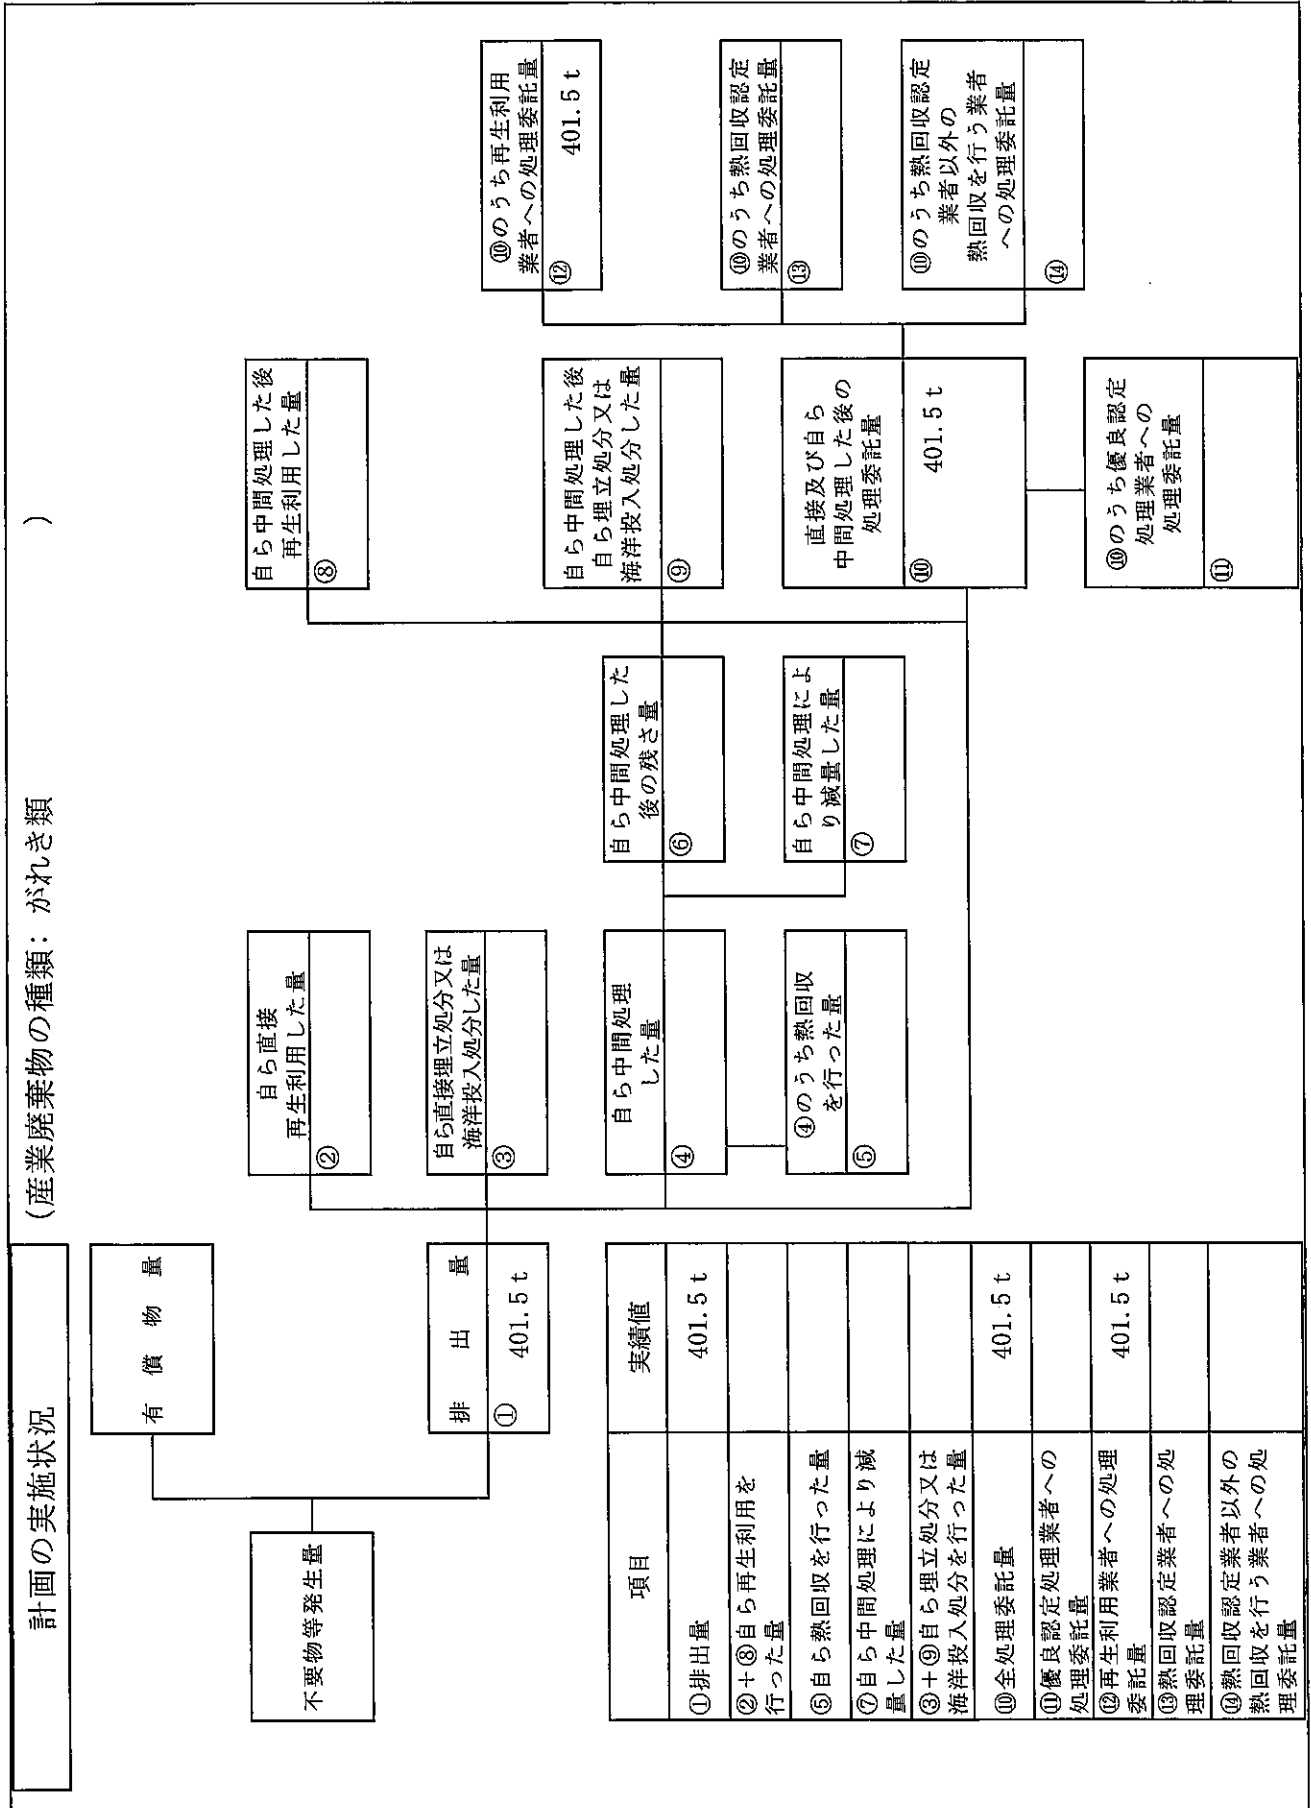 計画の実施状況
(産業廃棄物の種類: がれき類 )
不要物等発生量
有償物量
排出量
①
401.5 t
自ら直接
再生利用した量
②
自ら直接埋立処分又は
海洋投入処分した量
③
自ら中間処理
した量
④
④のうち熱回収
を行った量
⑤
自ら中間処理した
後の残さ量
⑥
自ら中間処理によ
り減量した量
⑦
自ら中間処理した後
再生利用した量
⑧
自ら中間処理した後
自ら埋立処分又は
海洋投入処分した量
⑨
直接及び自ら
中間処理した後の
処理委託量
⑩
401.5 t
⑩のうち優良認定
処理業者への
処理委託量
⑪
⑩のうち再生利用
業者への処理委託量
⑫
401.5 t
⑩のうち熱回収認定
業者への処理委託量
⑬
⑩のうち熱回収認定
業者以外の
熱回収を行う業者
への処理委託量
⑭
項目 実績値
①排出量 401.5 t
②+⑧自ら再生利用を
行った量
⑤自ら熱回収を行った量
⑦自ら中間処理により減
量した量
③+⑨自ら埋立処分又は
海洋投入処分を行った量
⑩全処理委託量 401.5 t
⑪優良認定処理業者への
処理委託量
⑫再生利用業者への処理
委託量 401.5 t
⑬熱回収認定業者への処
理委託量
⑭熱回収認定業者以外の
熱回収を行う業者への処
理委託量